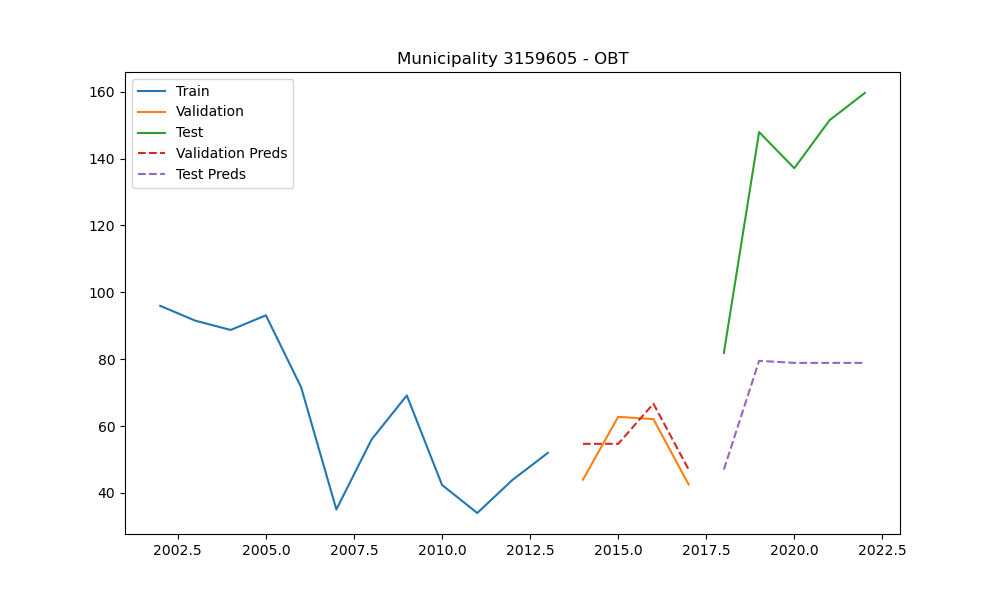 Municipality 3159605 - OBT
Train
Validation
Test
Validation Preds
Test Preds
160
140
120
100
80
60
40
2002.5 2005.0 2007.5 2010.0 2012.5 2015.0 2017.5 2020.0 2022.5